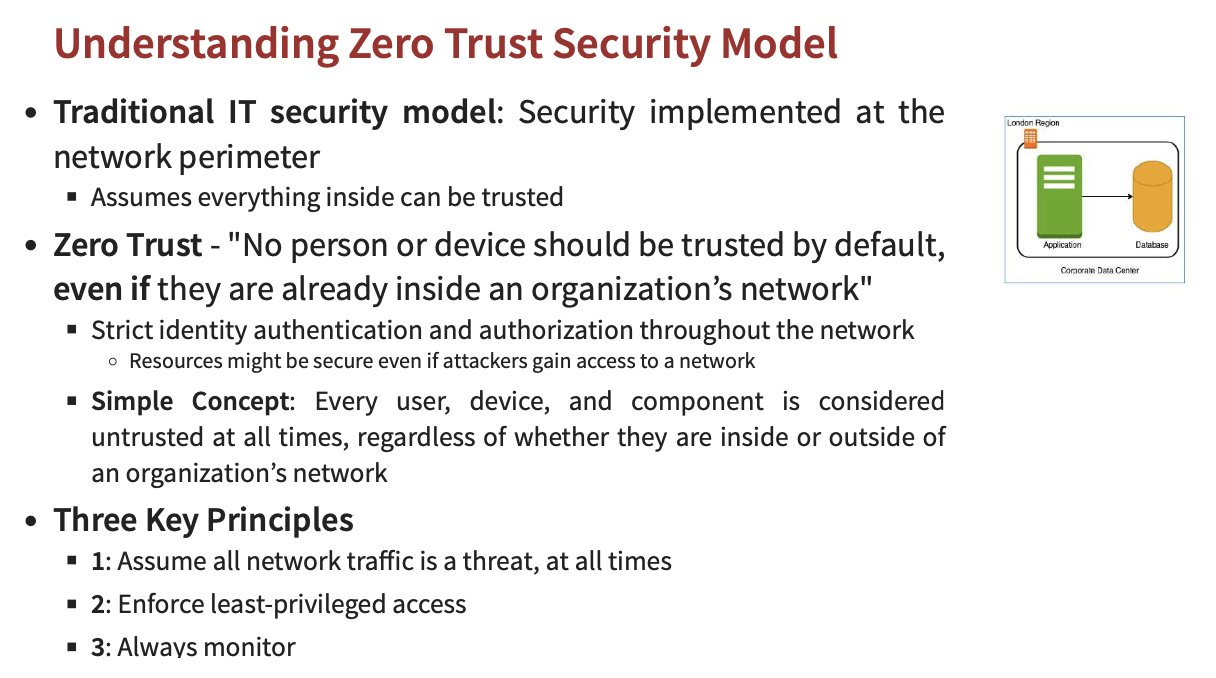 Understanding Zero Trust Security Model
• Traditional IT security model: Security implemented at the
network perimeter
▪ Assumes everything inside can be trusted
• Zero Trust - "No person or device should be trusted by default,
even if they are already inside an organization’s network"
▪ Strict identity authentication and authorization throughout the network
○ Resources might be secure even if attackers gain access to a network
▪ Simple Concept: Every user, device, and component is considered
untrusted at all times, regardless of whether they are inside or outside of
an organization’s network
• Three Key Principles
▪ 1: Assume all network traffic is a threat, at all times
▪ 2: Enforce least-privileged access
▪ 3: Always monitor
London Region
Application
Database
Corporate Data Center